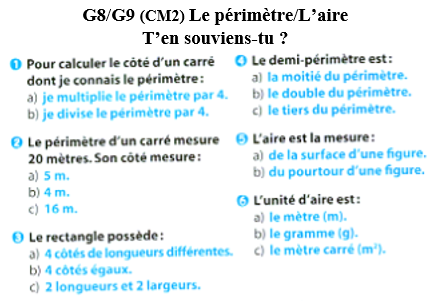 G8/G9 (CM2) Le périmètre/L'aire
T'en souviens-tu ?
1 Pour calculer le côté d'un carré
dont je connais le périmètre :
a) je multiplie le périmètre par 4.
b) je divise le périmètre par 4.
2 Le périmètre d'un carré mesure
20 mètres. Son côté mesure :
a) 5 m.
b) 4 m.
c) 16 m.
3 Le rectangle possède :
a) 4 côtés de longueurs différentes.
b) 4 côtés égaux.
c) 2 longueurs et 2 largeurs.
4 Le demi-périmètre est :
a) la moitié du périmètre.
b) le double du périmètre.
c) le tiers du périmètre.
5 L'aire est la mesure :
a) de la surface d'une figure.
b) du pourtour d'une figure.
6 L'unité d'aire est :
a) le mètre (m).
b) le gramme (g).
c) le mètre carré (m²).